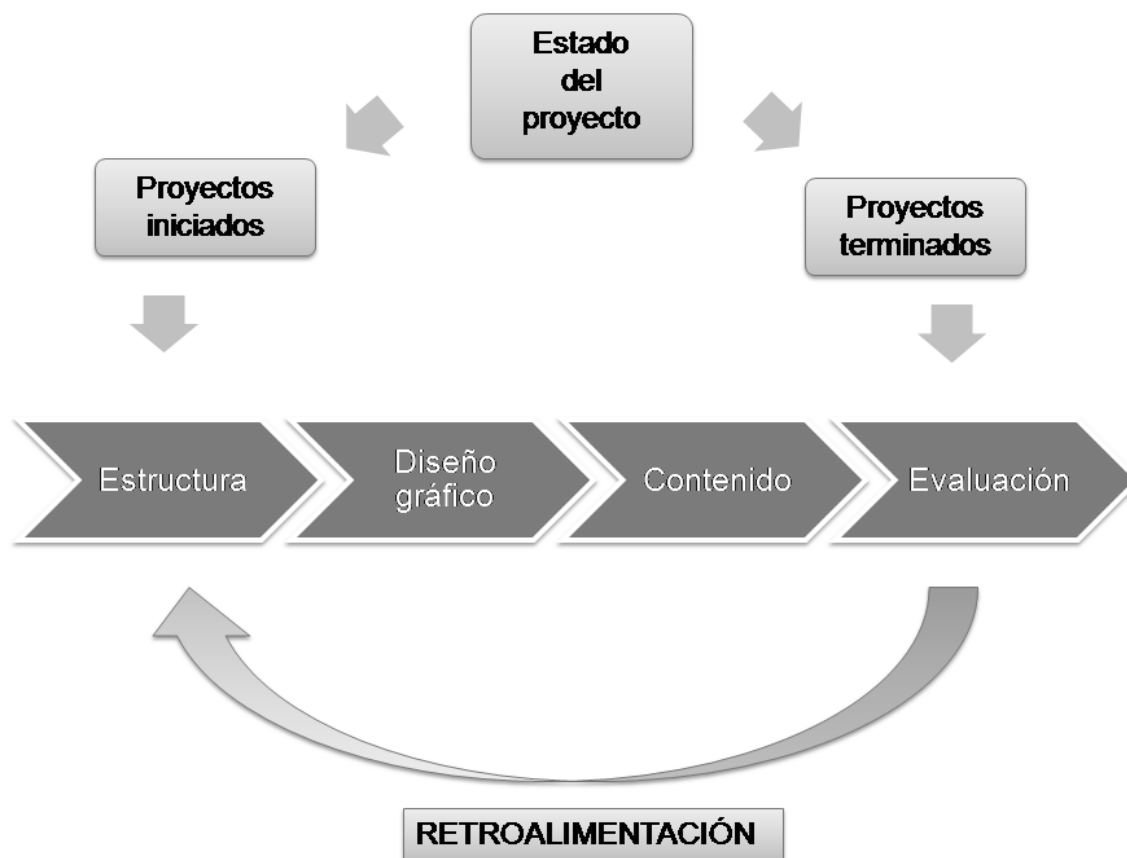 Estado
del
proyecto
Proyectos
iniciados
Proyectos
terminados
Estructura
Diseño
gráfico
Contenido
Evaluación
RETROALIMENTACIÓN